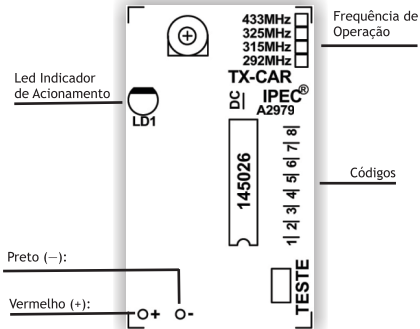 433MHz
325MHz
315MHz
292MHz
Frequência de
Operação
TX-CAR
IPEC®
A2979
DC
Led Indicador
de Acionamento
LD1
145026
1 2 3 4 5 6 7 8
Códigos
Preto (—):
Vermelho (+):
+
-
TESTE